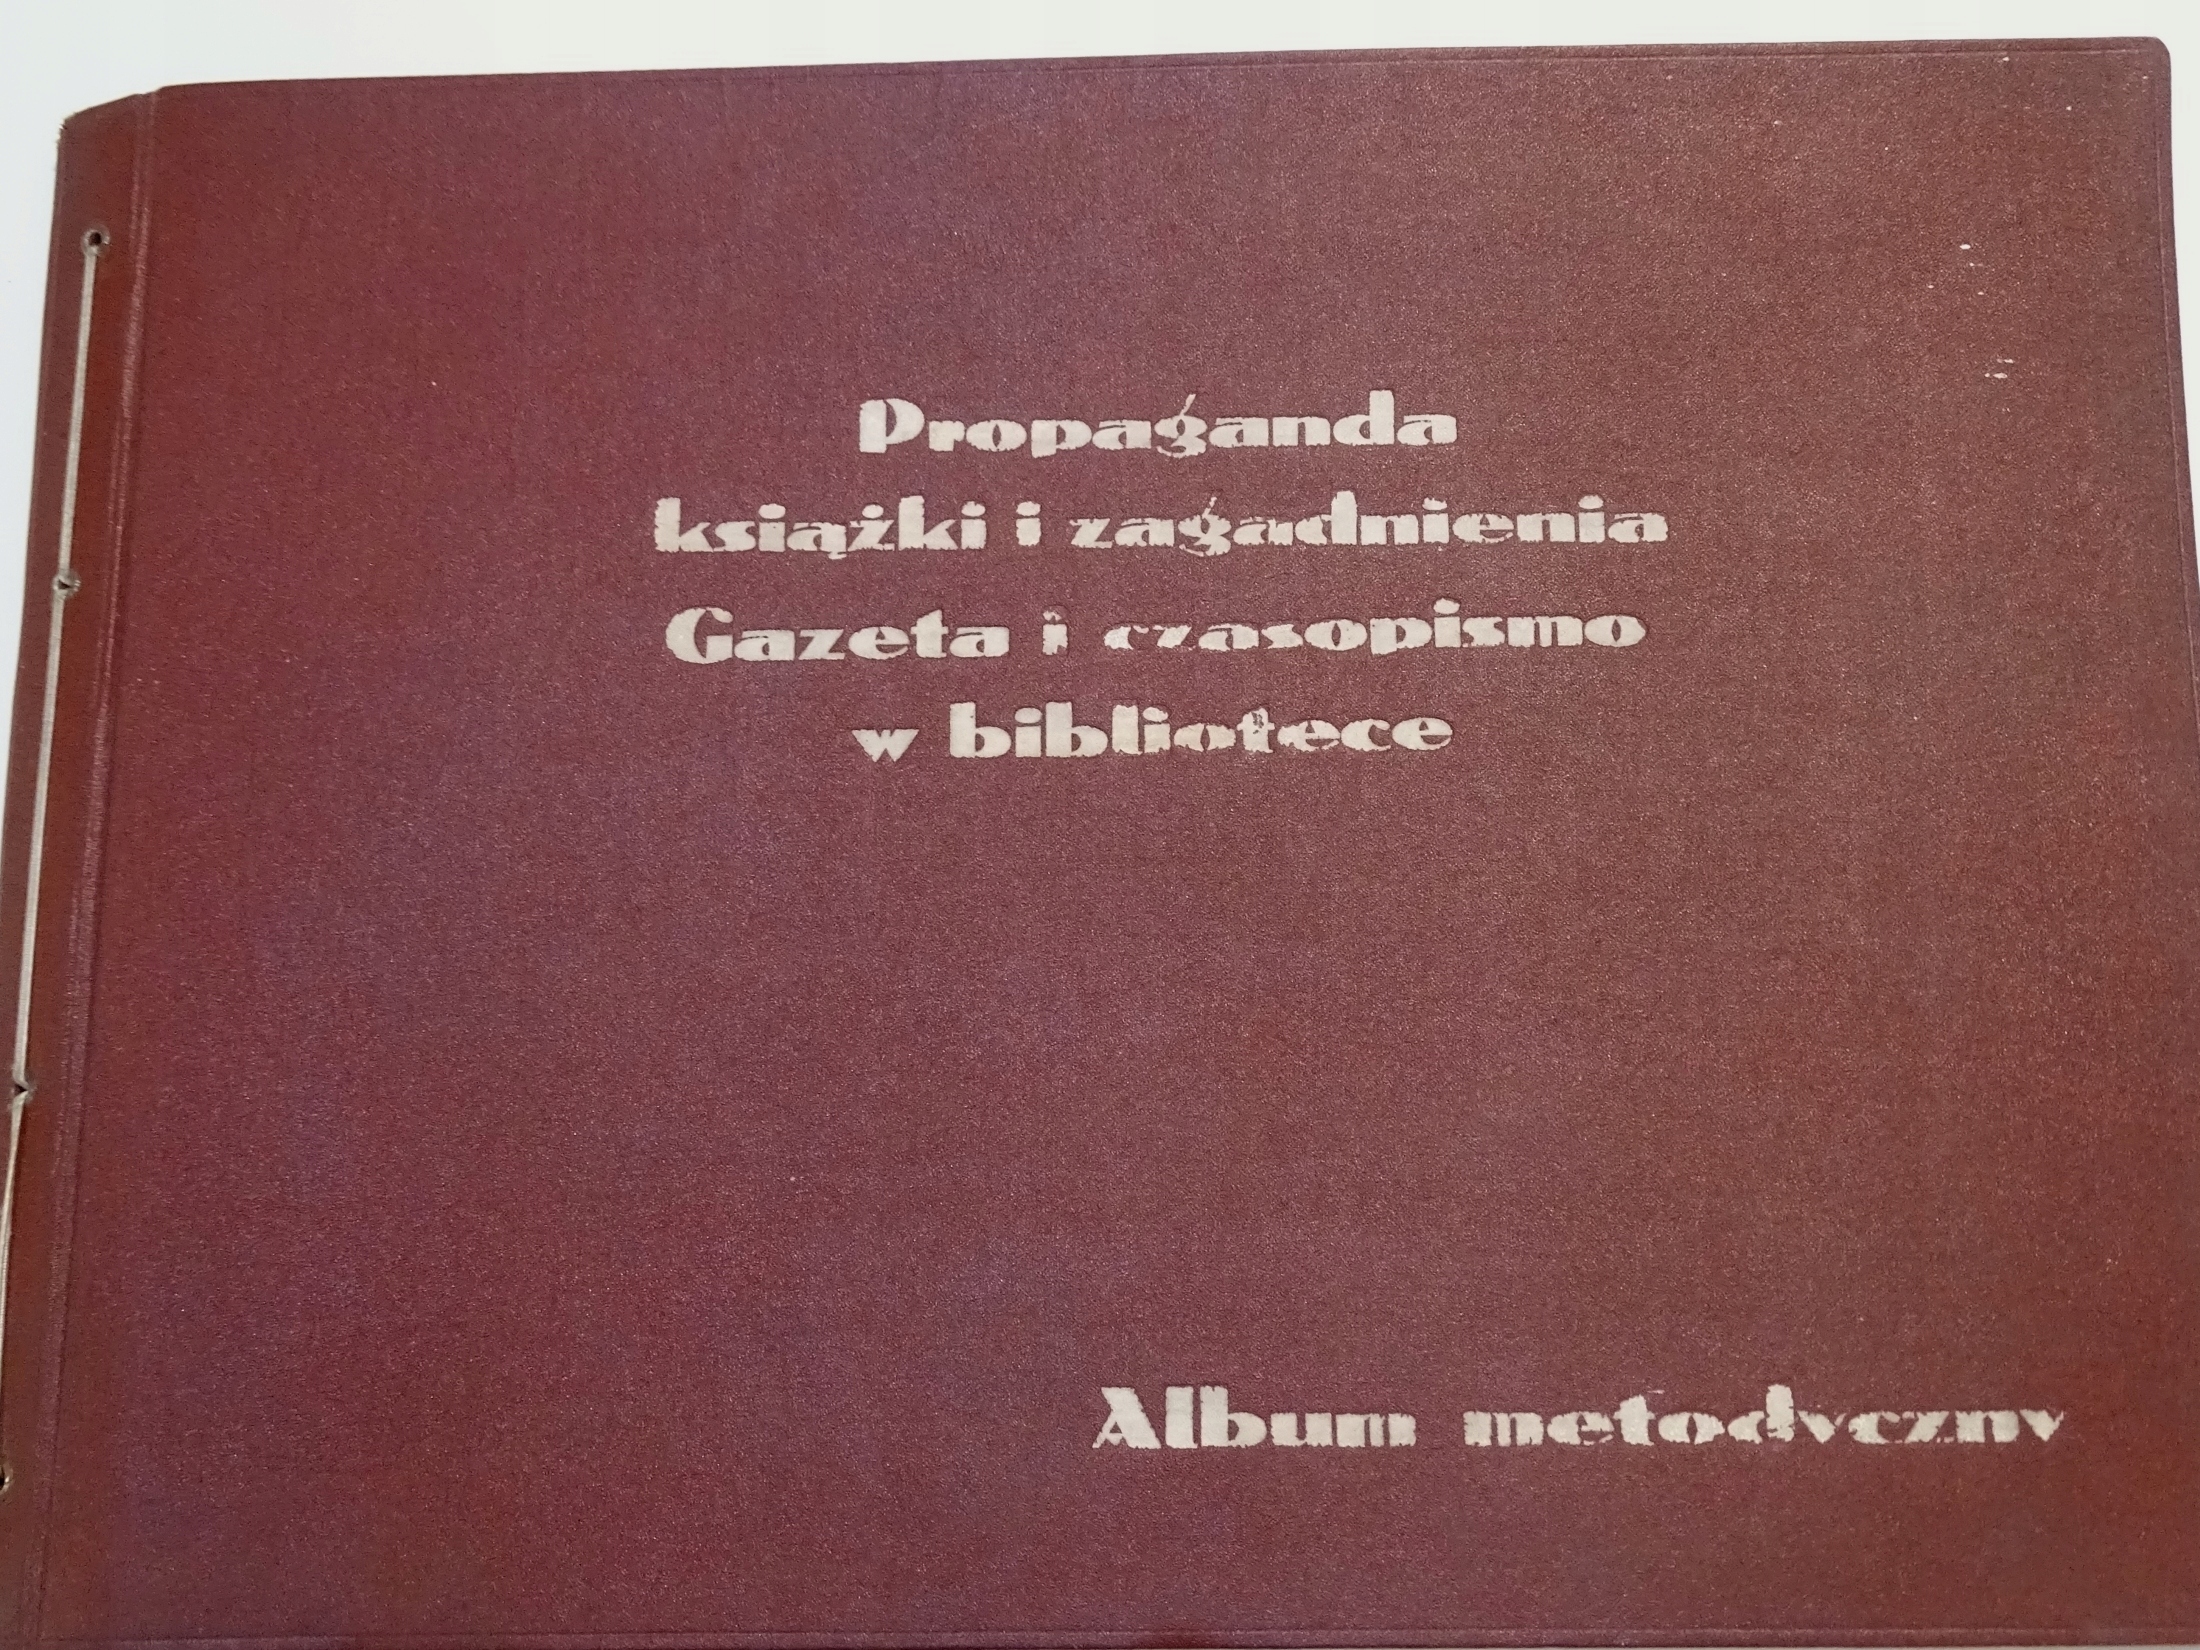 Propaganda
książki i zagadnienia
Gazeta i czasopismo
w bibliotece
Album metodyczny